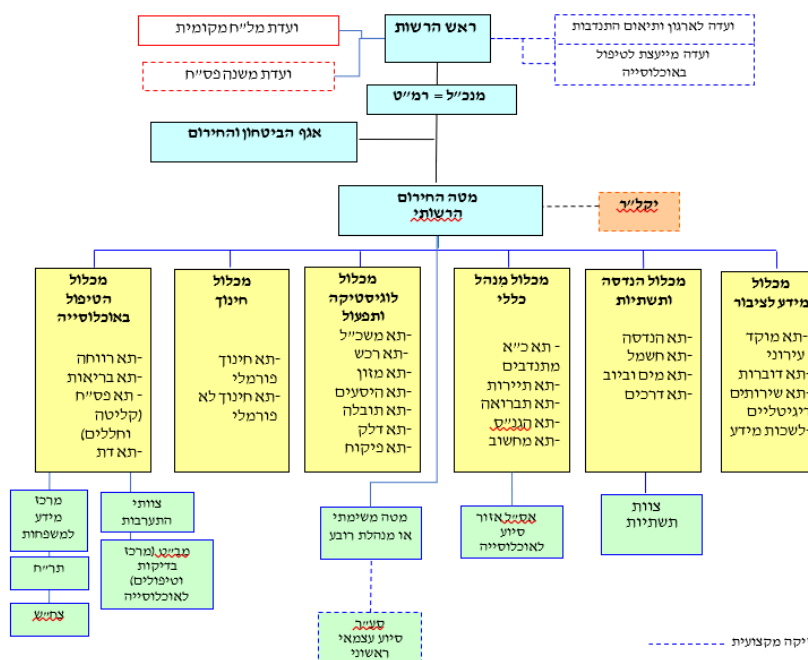 ועדת מל״ח מקומית
ראש הרשות
ועדה לארגון ותיאום התנדבות
ועדת משנה פס״ח
ועדה מייעצת לטיפול
באוכלוסייה
מנכ״ל = רמ״ט
אגף הביטחון והחירום
מטה החירום
הרשותי
יקל״ר
מכלול
הטיפול
באוכלוסייה
-תא רווחה
-תא בריאות
- תא פס״ח
(קליטה
וחללים)
-תא דת
מכלול
חינוך
-תא חינוך
פורמלי
-תא חינוך לא
פורמלי
מכלול
לוגיסטיקה
ותפעול
-תא משכ״ל
-תא רכש
-תא מזון
-תא היסעים
-תא תובלה
-תא דלק
-תא פיקוח
מכלול מנהל
כללי
- תא כ״א
מתנדבים
-תא תיירות
-תא תברואה
-תא הגנ״ס
-תא מחשוב
מכלול הנדסה
ותשתיות
-תא הנדסה
-תא חשמל
-תא מים וביוב
-תא דרכים
מכלול
מידע לציבור
-תא מוקד
עירוני
-תא דוברות
-תא שירותים
דיגיטליים
-לשכות מידע
מרכז
מידע
למשפחות
תר״ח
צח״ש
צוותי
התערבות
מב״ט (מרכז
בדיקות
וטיפולים)
לאוכלוסייה
מטה משימתי
או מנהלת רובע
סע״ר
סיוע עצמאי
ראשוני
אס״ל אזור
סיוע
לאוכלוסייה
צוות
תשתיות
יקה מקצועית